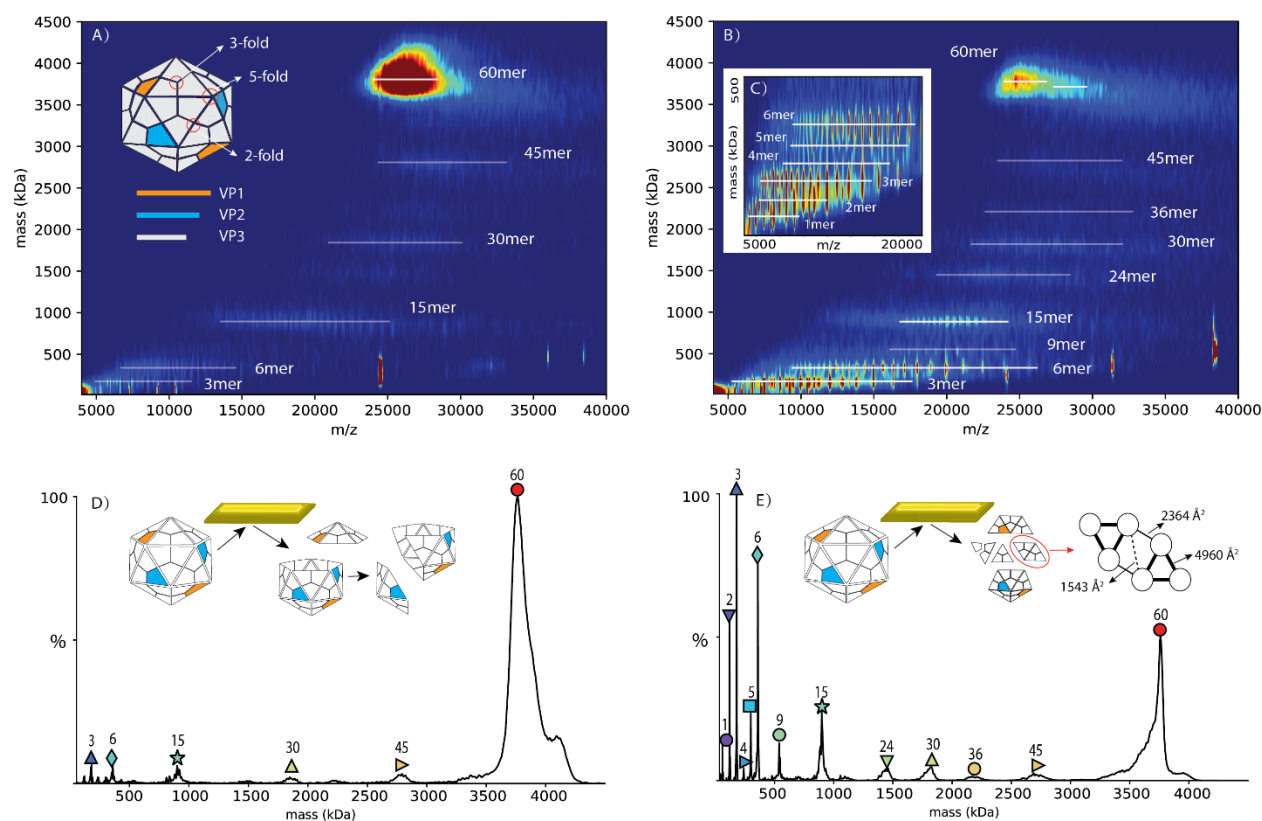 A)
3-fold
5-fold
2-fold
VP1
VP2
VP3
60mer
45mer
30mer
15mer
6mer
3mer
4500
4000
3500
3000
2500
2000
1500
1000
500
mass (kDa)
5000 10000 15000 20000 25000 30000 35000 40000
m/z
B)
60mer
45mer
36mer
30mer
24mer
15mer
9mer
6mer
3mer
4500
4000
3500
3000
2500
2000
1500
1000
500
mass (kDa)
5000 10000 15000 20000 25000 30000 35000 40000
m/z
C)
500
mass (kDa)
6mer
5mer
4mer
3mer
2mer
1mer
5000 20000
m/z
D)
100
%
3 6 15 30 45 60
500 1000 1500 2000 2500 3000 3500 4000
mass (kDa)
E)
100
%
1 2 3 4 5 6 9 15 24 30 36 45 60
2364 Å²
4960 Å²
1543 Å²
500 1000 1500 2000 2500 3000 3500 4000
mass (kDa)